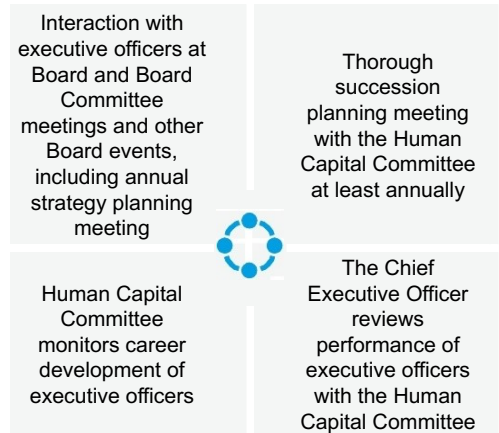 Interaction with
executive officers at
Board and Board
Committee
meetings and other
Board events,
including annual
strategy planning
meeting
Thorough
succession
planning meeting
with the Human
Capital Committee
at least annually
Human Capital
Committee
monitors career
development of
executive officers
The Chief
Executive Officer
reviews
performance of
executive officers
with the Human
Capital Committee